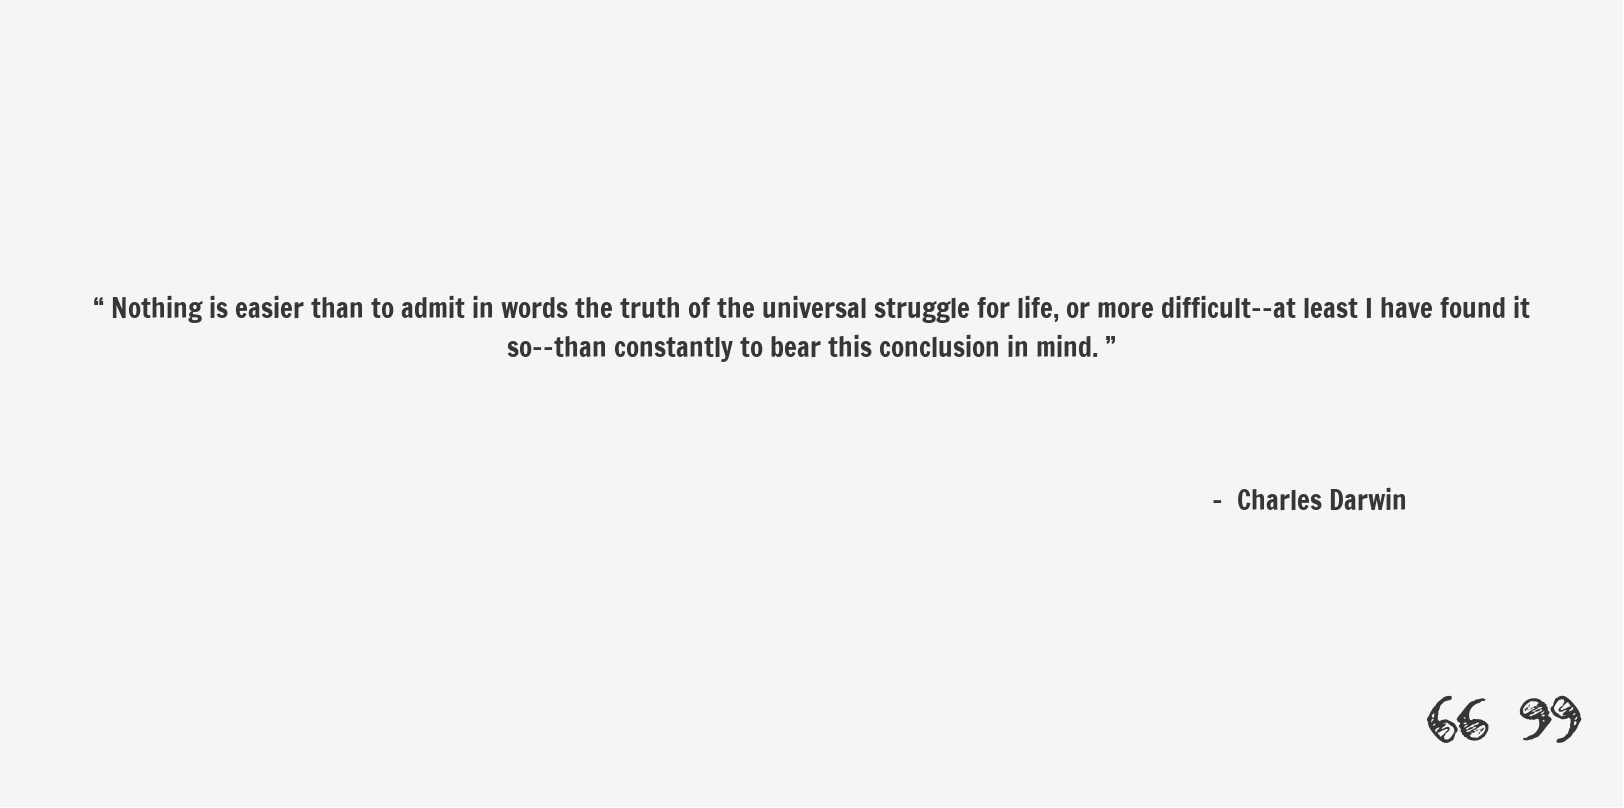 “ Nothing is easier than to admit in words the truth of the universal struggle for life, or more difficult--at least I have found it
so--than constantly to bear this conclusion in mind. ”
- Charles Darwin
“ ”